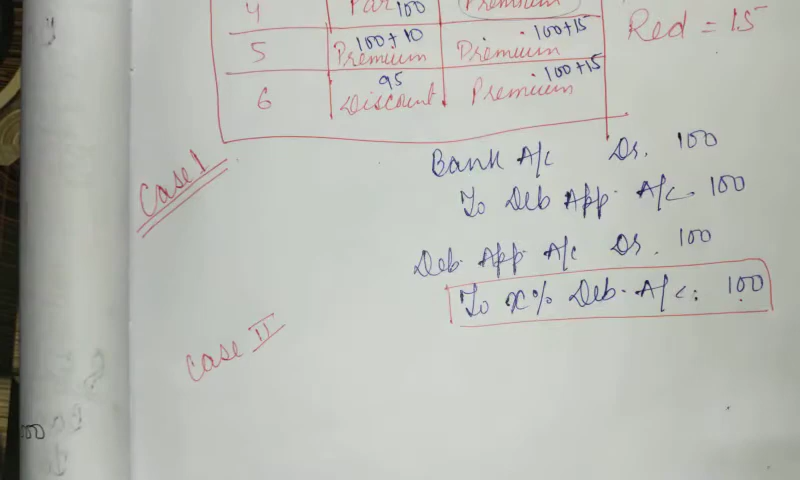 4 Par 100 Premium
5 Premium 100+10 Premium 100+15
6 Discount 95 Premium 100+15
Red = 15
Case I
Bank A/c Dr. 100
To Deb App. A/c. 100
Deb. App A/c Dr. 100
To X% Deb. A/c. 100
Case II
00